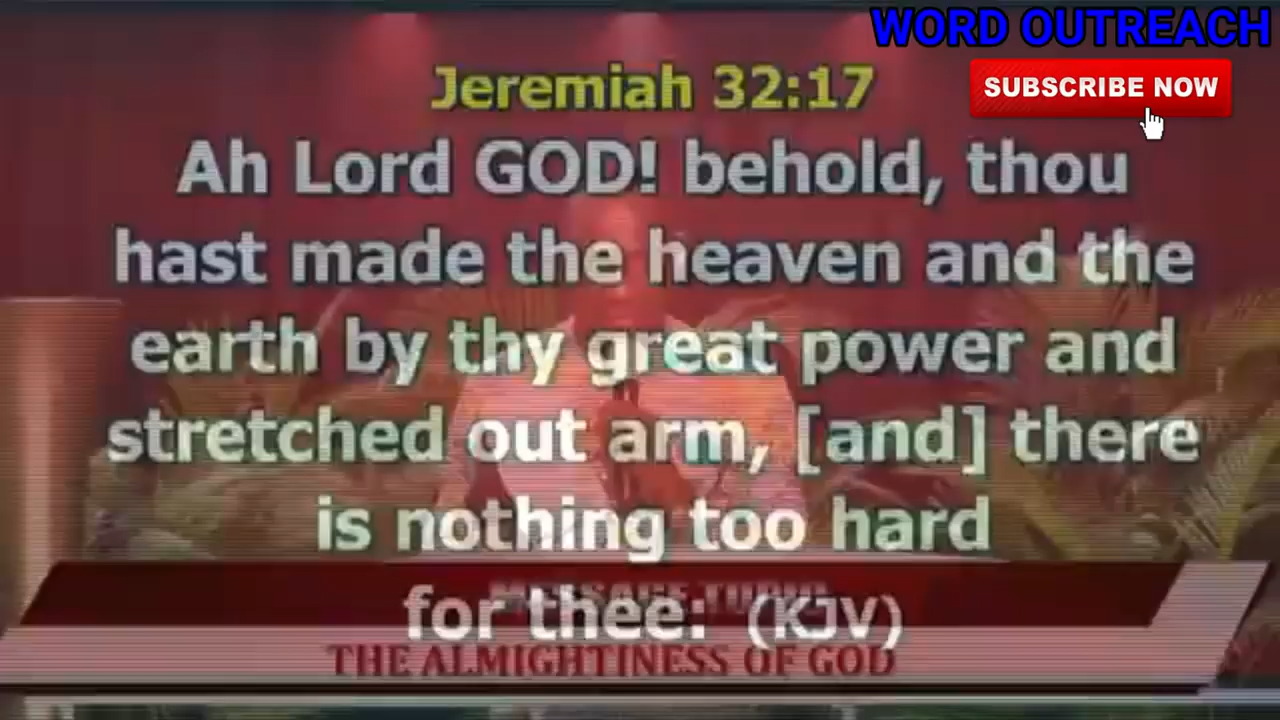 WORD OUTREACH
SUBSCRIBE NOW
Jeremiah 32:17
Ah Lord GOD! behold, thou
hast made the heaven and the
earth by thy great power and
stretched out arm, [and] there
is nothing too hard
for thee: (KJV)
MESSAGE TOPIC
THE ALMIGHTINESS OF GOD